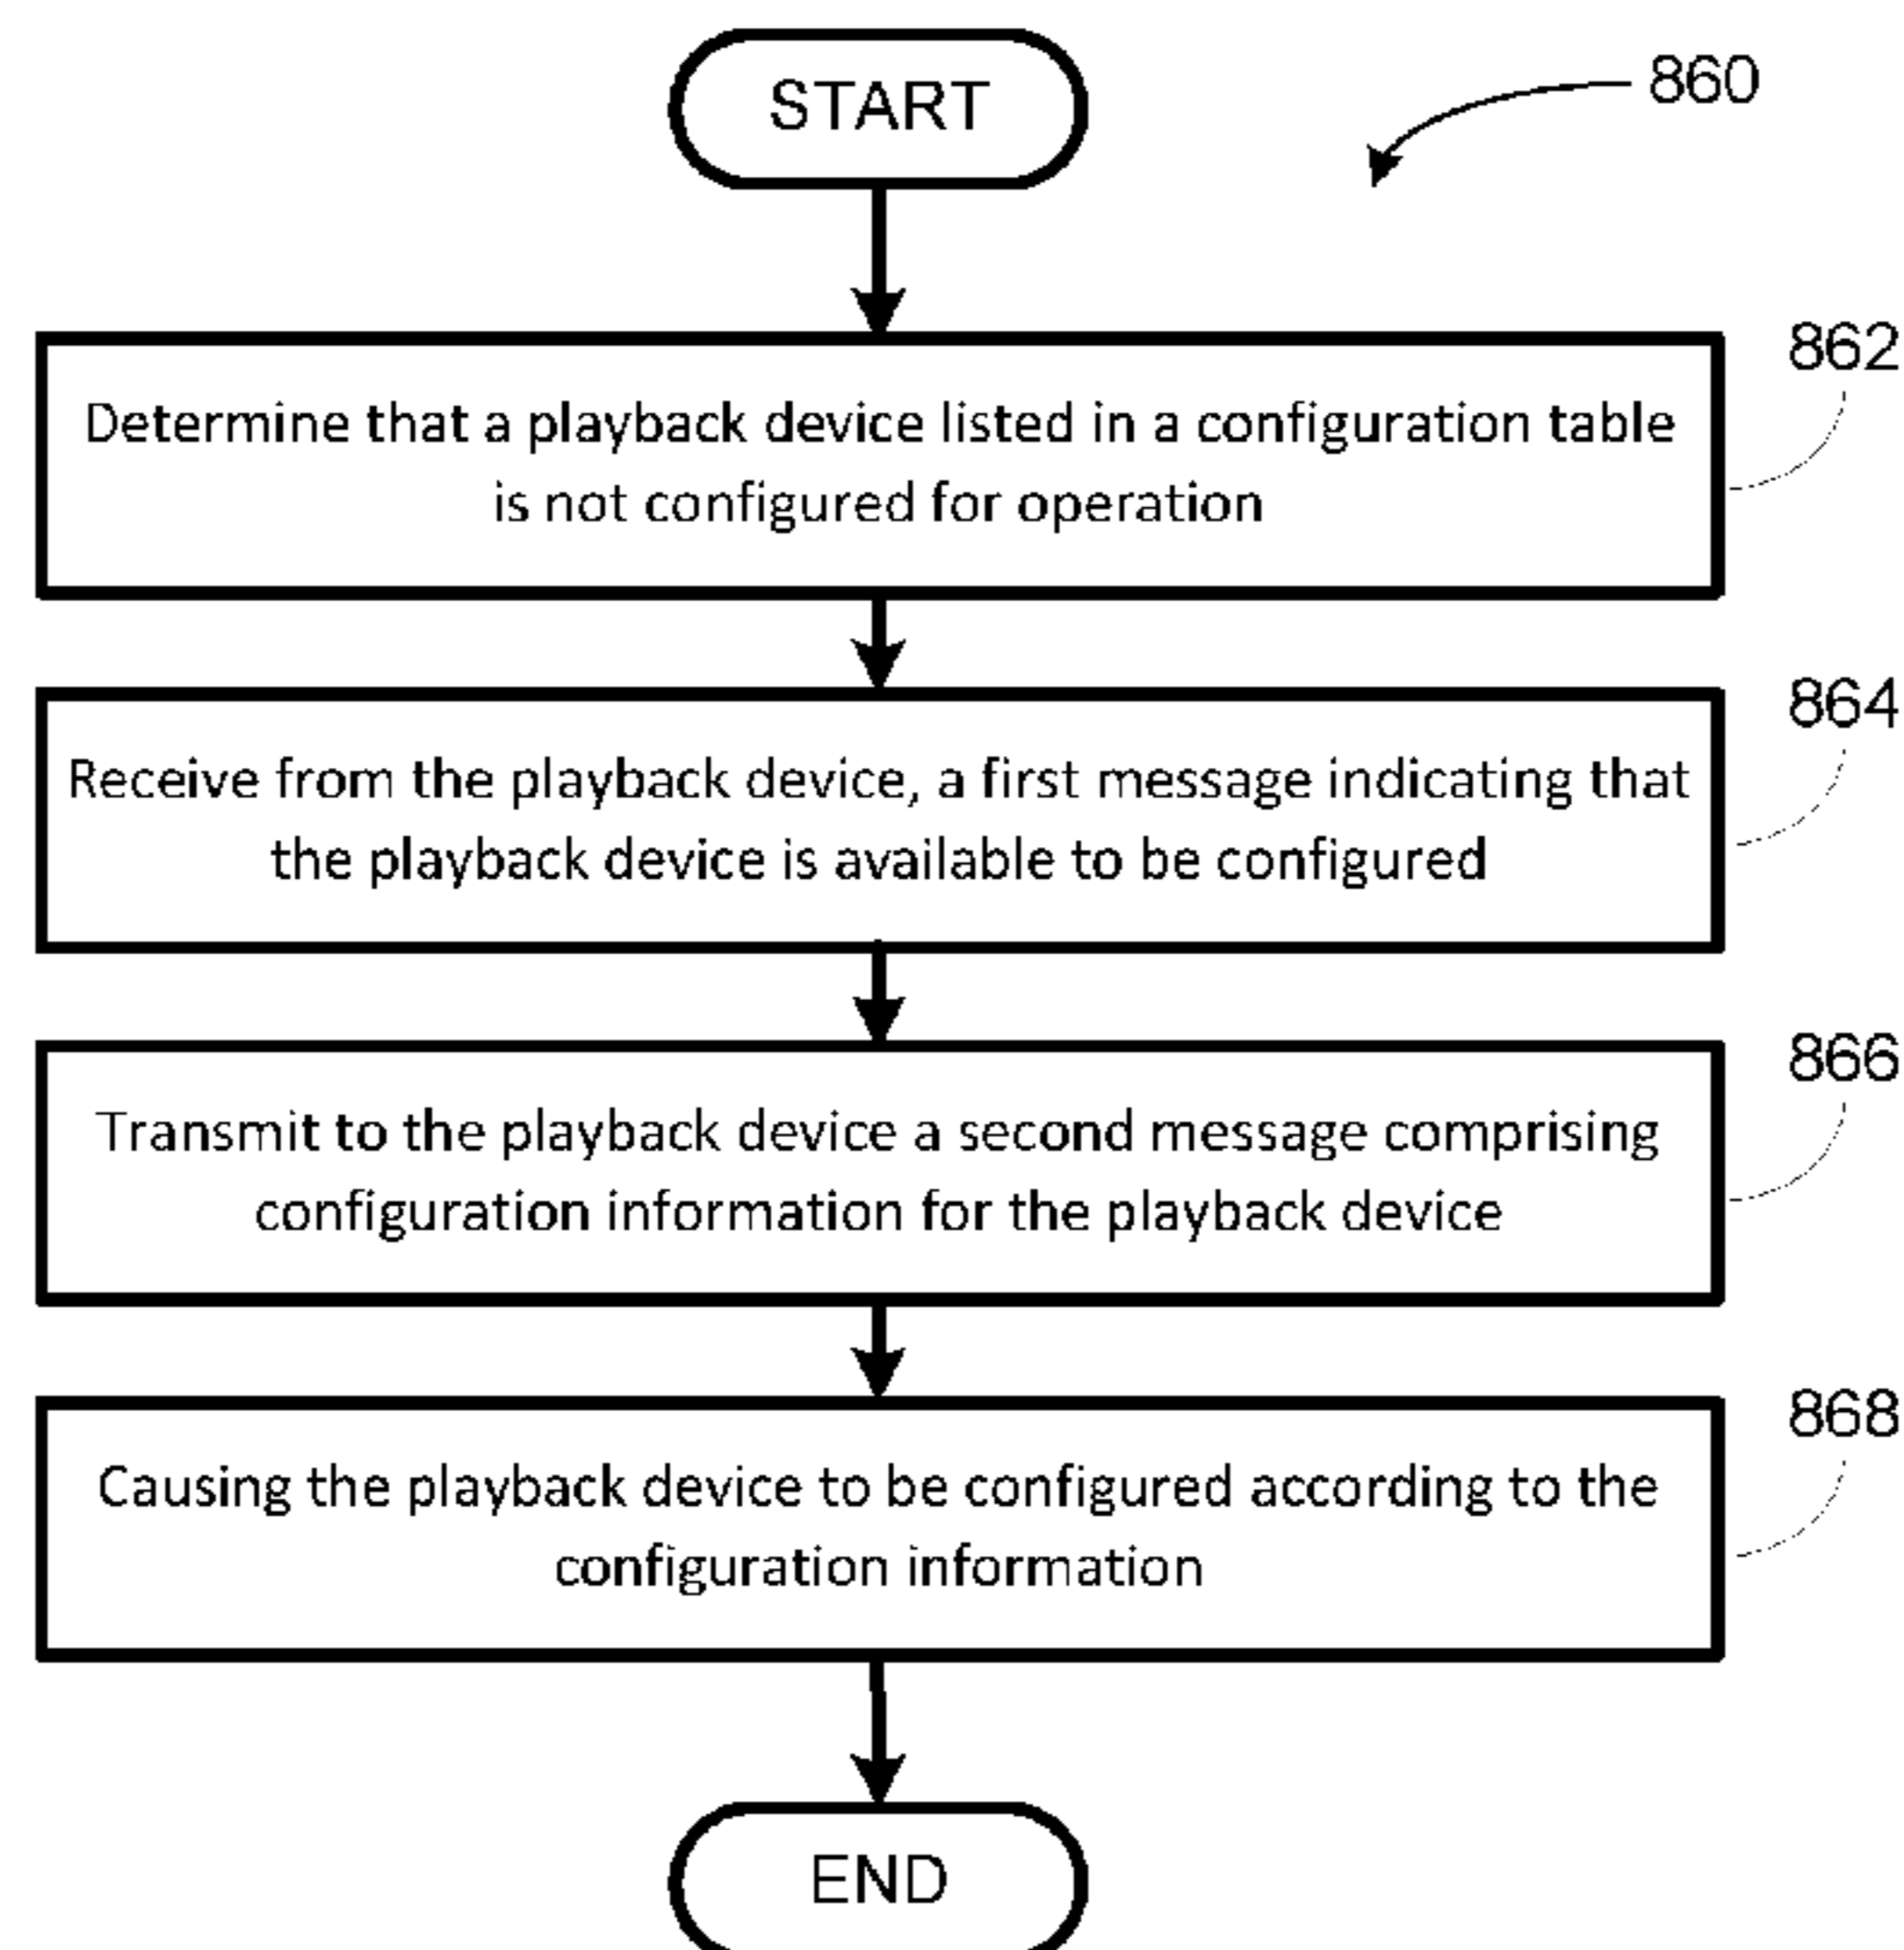 START
860
862
Determine that a playback device listed in a configuration table
is not configured for operation
864
Receive from the playback device, a first message indicating that
the playback device is available to be configured
866
Transmit to the playback device a second message comprising
configuration information for the playback device
868
Causing the playback device to be configured according to the
configuration information
END